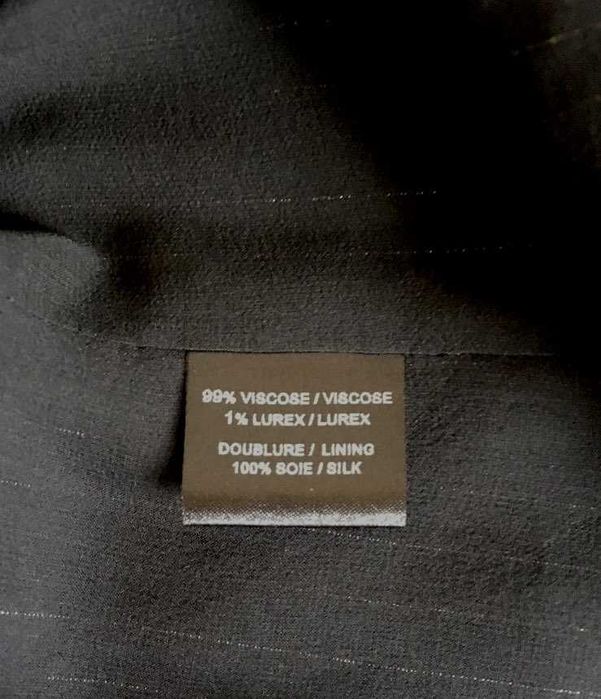 99% VISCOSE / VISCOSE
1% LUREX / LUREX
DOUBLURE / LINING
100% SOIE / SILK